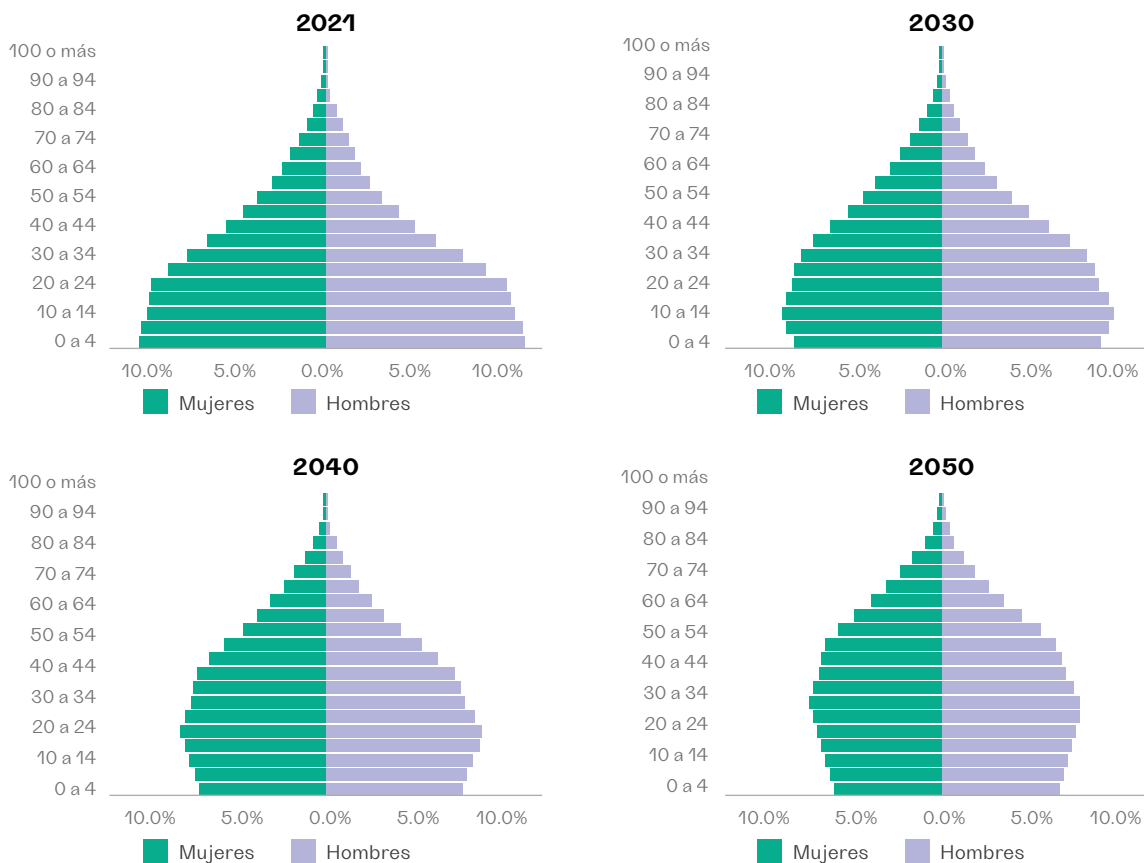 2021
100 o más
90 a 94
80 a 84
70 a 74
60 a 64
50 a 54
40 a 44
30 a 34
20 a 24
10 a 14
0 a 4
10.0% 5.0% 0.0% 5.0% 10.0%
Mujeres Hombres
2030
100 o más
90 a 94
80 a 84
70 a 74
60 a 64
50 a 54
40 a 44
30 a 34
20 a 24
10 a 14
0 a 4
10.0% 5.0% 0.0% 5.0% 10.0%
Mujeres Hombres
2040
100 o más
90 a 94
80 a 84
70 a 74
60 a 64
50 a 54
40 a 44
30 a 34
20 a 24
10 a 14
0 a 4
10.0% 5.0% 0.0% 5.0% 10.0%
Mujeres Hombres
2050
100 o más
90 a 94
80 a 84
70 a 74
60 a 64
50 a 54
40 a 44
30 a 34
20 a 24
10 a 14
0 a 4
10.0% 5.0% 0.0% 5.0% 10.0%
Mujeres Hombres